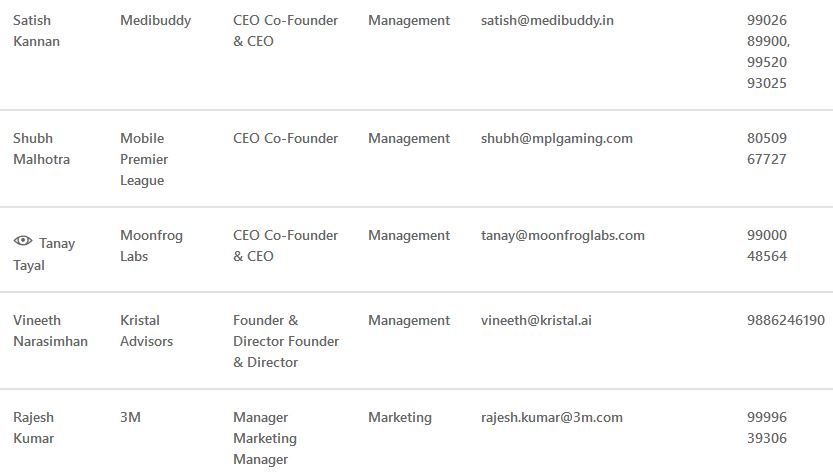 Satish Kannan Medibuddy CEO Co-Founder & CEO Management satish@medibuddy.in 99026 89900, 99520 93025
Shubh Malhotra Mobile Premier League CEO Co-Founder Management shubh@mplgaming.com 80509 67727
Tanay Tayal Moonfrog Labs CEO Co-Founder & CEO Management tanay@moonfroglabs.com 99000 48564
Vineeth Narasimhan Kristal Advisors Founder & Director Founder & Director Management vineeth@kristal.ai 9886246190
Rajesh Kumar 3M Manager Marketing Manager Marketing rajesh.kumar@3m.com 99996 39306